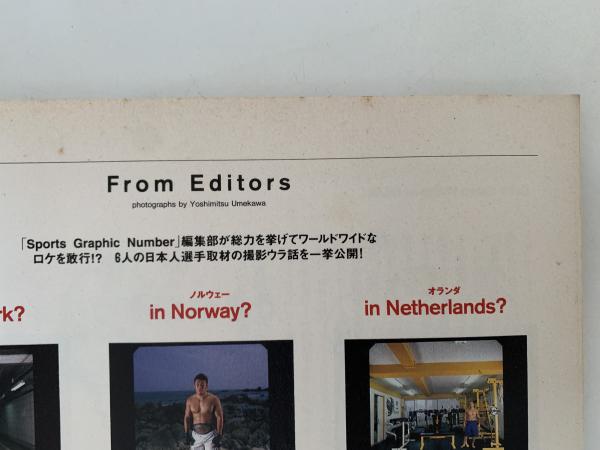 From Editors
photographs by Yoshimitsu Umekawa
「Sports Graphic Number」編集部が総力を挙げてワールドワイドな
ロケを敢行!? 6人の日本人選手取材の撮影ウラ話を一挙公開!
rk?
ノルウェー
in Norway?
オランダ
in Netherlands?